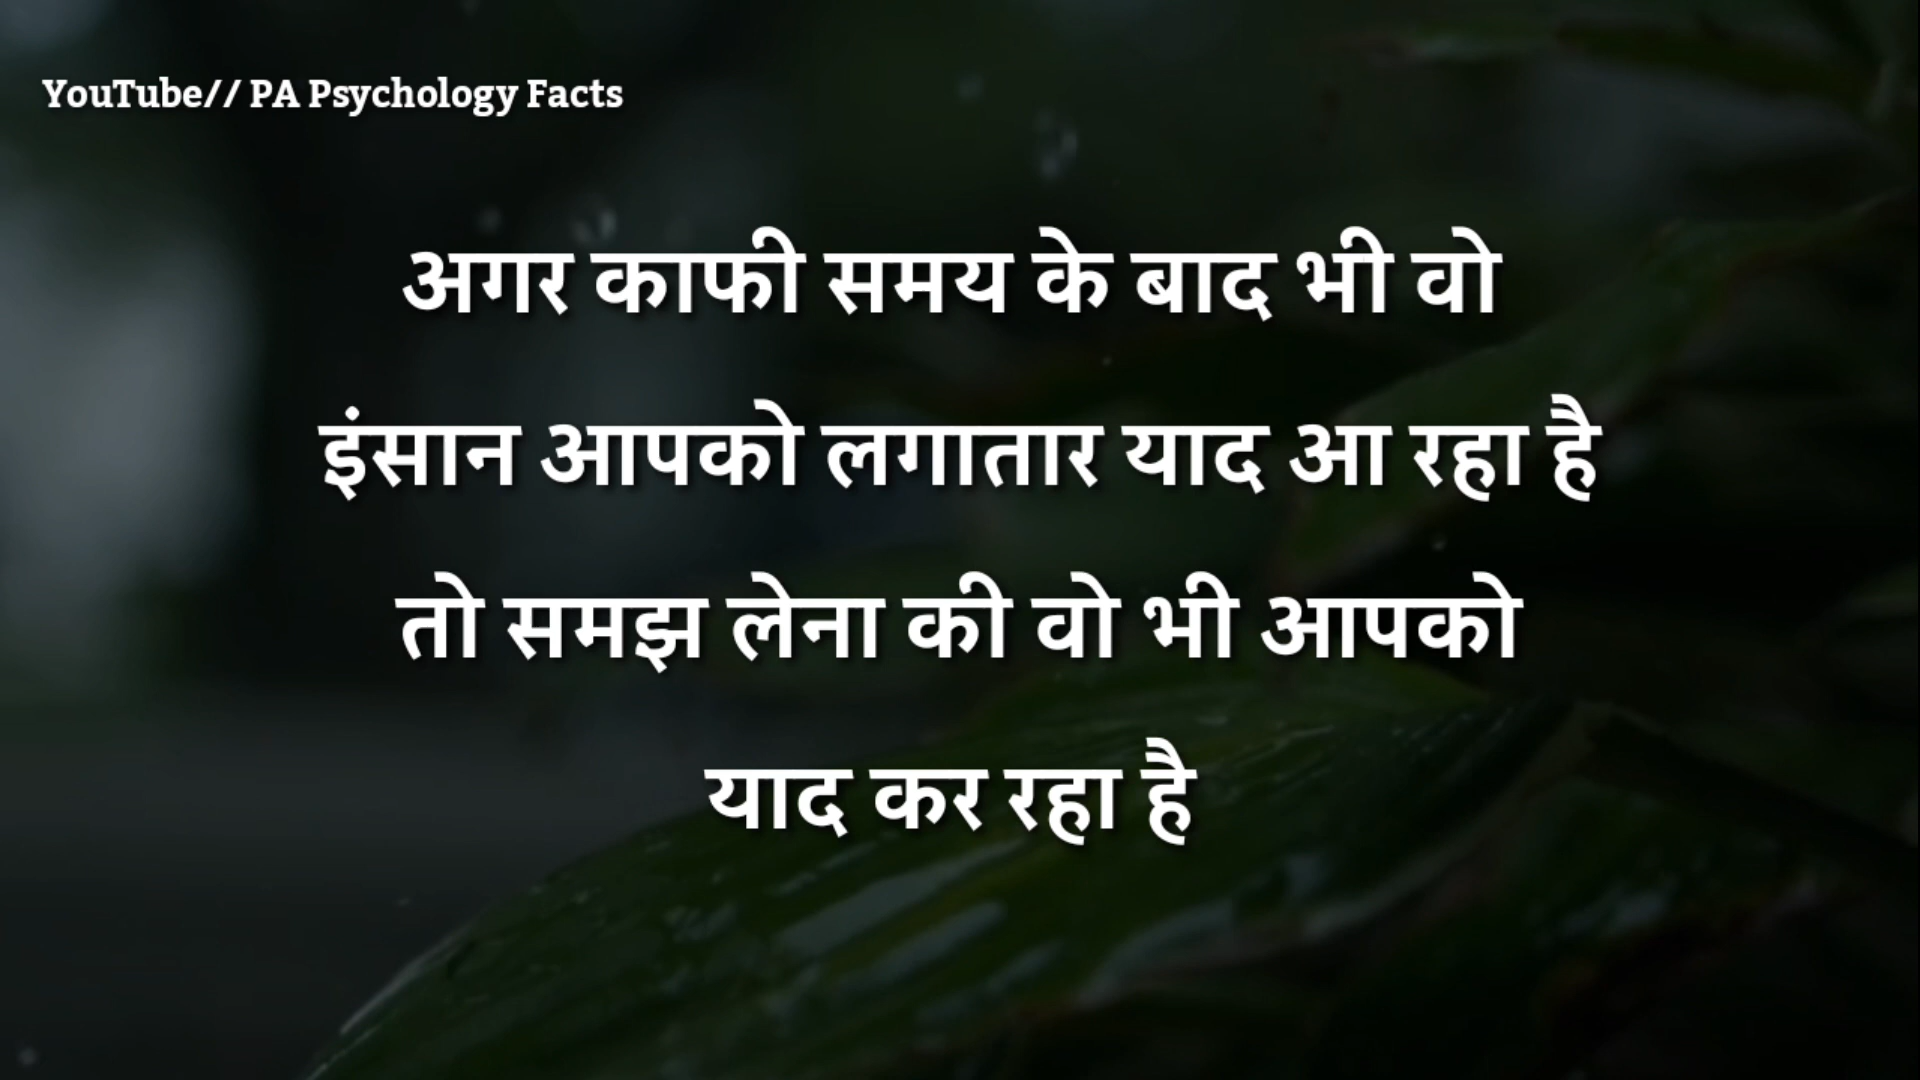 YouTube// PA Psychology Facts
अगर काफी समय के बाद भी वो
इंसान आपको लगातार याद आ रहा है
तो समझ लेना की वो भी आपको
याद कर रहा है